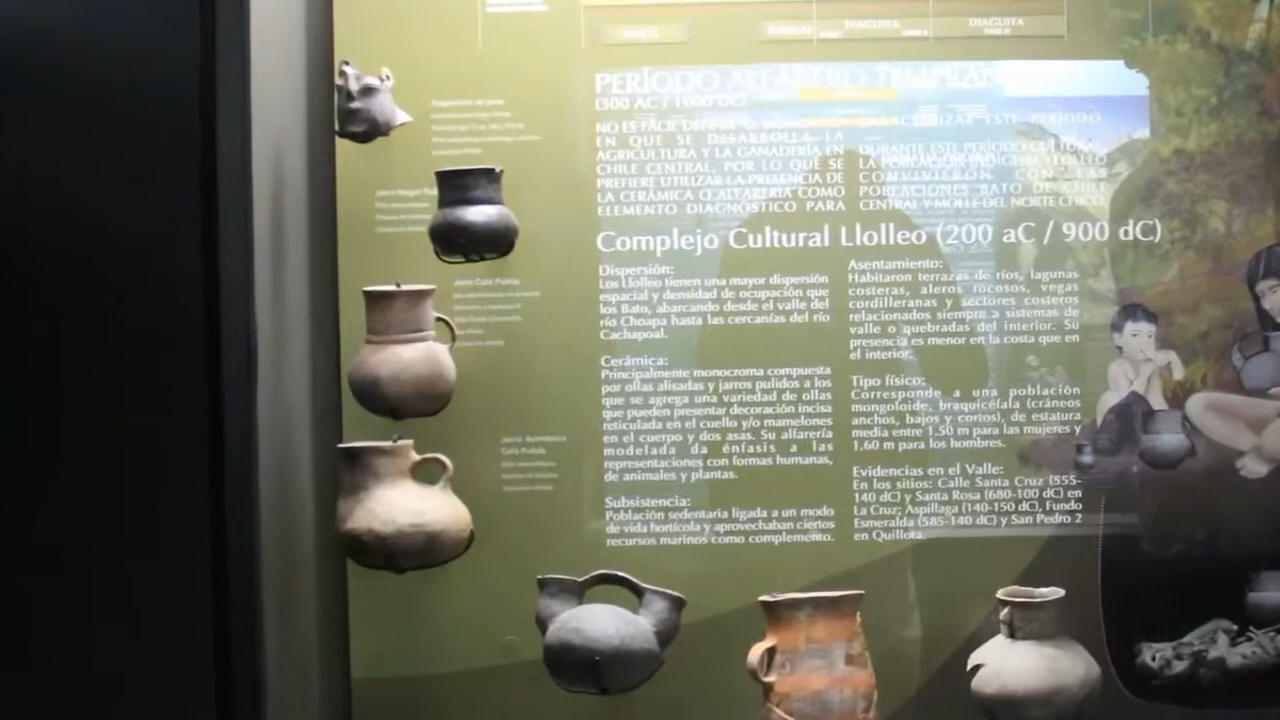 DIAGUITA
DIAGUITA
PERÍODO ALFARERO TEMPRANO
(300 AC / 1000 DC)
NO ES FÁCIL
EN QUE SE DESARROLLA LA
AGRICULTURA Y LA GANADERÍA EN
CHILE CENTRAL, POR LO QUE SE
PREFIERE UTILIZAR LA PRESENCIA DE
LA CERÁMICA O ALFARERÍA COMO
ELEMENTO DIAGNÓSTICO PARA
CARACTERIZAR ESTE PERÍODO
DURANTE ESTE PERÍODO CULTURAL
LA POBLACIÓN INDÍGENA LLOLLEO
CONVIVIERON CON LAS
POBLACIONES BATO DE CHILE
CENTRAL Y MOLLE DEL NORTE CHICO.
Complejo Cultural Llolleo (200 aC / 900 dC)
Dispersión:
Los Llolleo tienen una mayor dispersión
espacial y densidad de ocupación que
los Bato, abarcando desde el valle del
río Choapa hasta las cercanías del río
Cachapoal.
Cerámica:
Principalmente monocroma compuesta
por ollas alisadas y jarros pulidos a los
que se agrega una variedad de ollas
que pueden presentar decoración incisa
reticulada en el cuello y/o mamelones
en el cuerpo y dos asas. Su alfarería
modelada da énfasis a las
representaciones con formas humanas,
de animales y plantas.
Subsistencia:
Población sedentaria ligada a un modo
de vida hortícola y aprovechaban ciertos
recursos marinos como complemento.
Asentamiento:
Habitaron terrazas de ríos, lagunas
costeras, aleros rocosos, vegas
cordilleranas y sectores costeros
relacionados siempre a sistemas de
valle o quebradas del interior. Su
presencia es menor en la costa que en
el interior.
Tipo físico:
Corresponde a una población
mongoloide, braquicéfala (cráneos
anchos, bajos y cortos), de estatura
media entre 1.50 m para las mujeres y
1.60 m para los hombres.
Evidencias en el Valle:
En los sitios: Calle Santa Cruz (555-
140 dC) y Santa Rosa (680-100 dC) en
La Cruz; Aspillaga (140-150 dC), Fundo
Esmeralda (585-140 dC) y San Pedro 2
en Quillota.